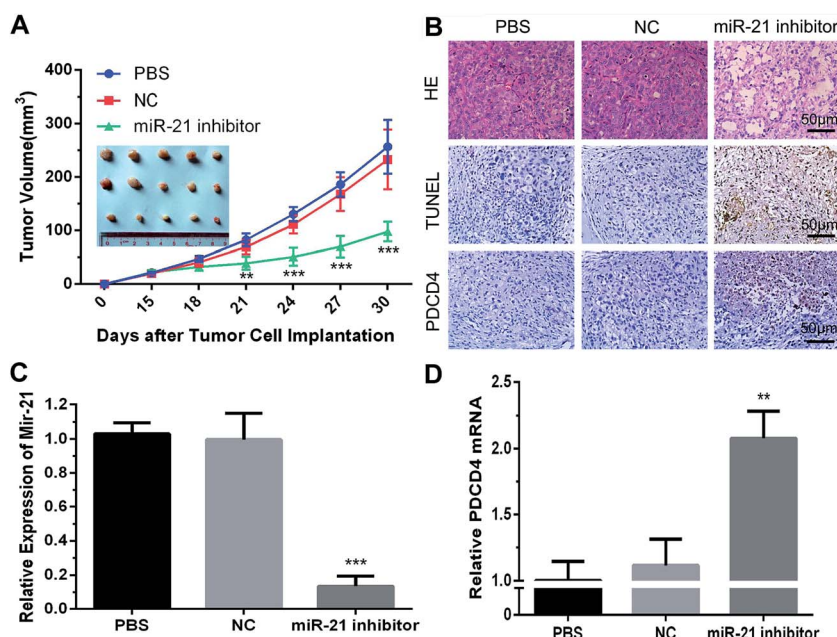 A
PBS
NC
miR-21 inhibitor
Tumor Volume(mm3)
400
300
200
100
0
0 15 18 21 24 27 30
** *** *** ***
Days after Tumor Cell Implantation
B
PBS NC miR-21 inhibitor
HE
50μm
TUNEL
50μm
PDCD4
50μm
C
Relative Expression of Mir-21
1.2
1.0
0.8
0.6
0.4
0.2
0.0
***
PBS NC miR-21 inhibitor
D
Relative PDCD4 mRNA
2.5
2.0
1.5
1.0
0
**
PBS NC miR-21 inhibitor